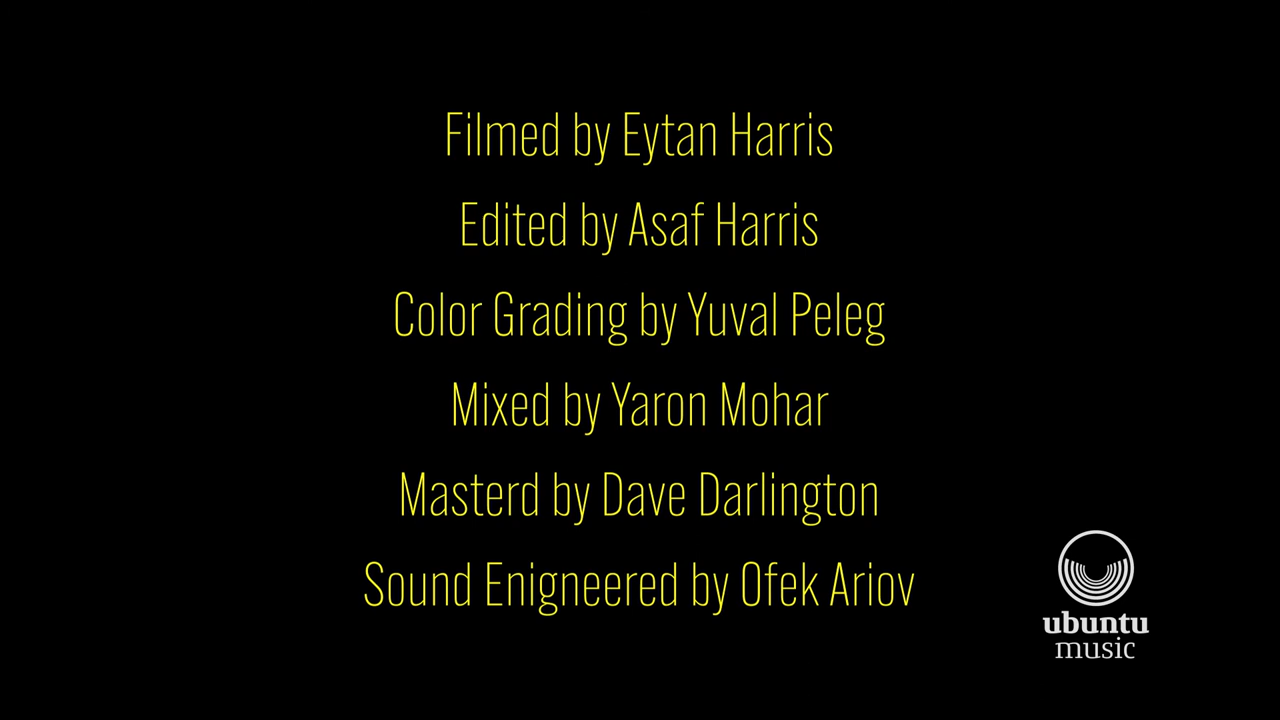 Filmed by Eytan Harris
Edited by Asaf Harris
Color Grading by Yuval Peleg
Mixed by Yaron Mohar
Masterd by Dave Darlington
Sound Enigneered by Ofek Ariov
ubuntu
music